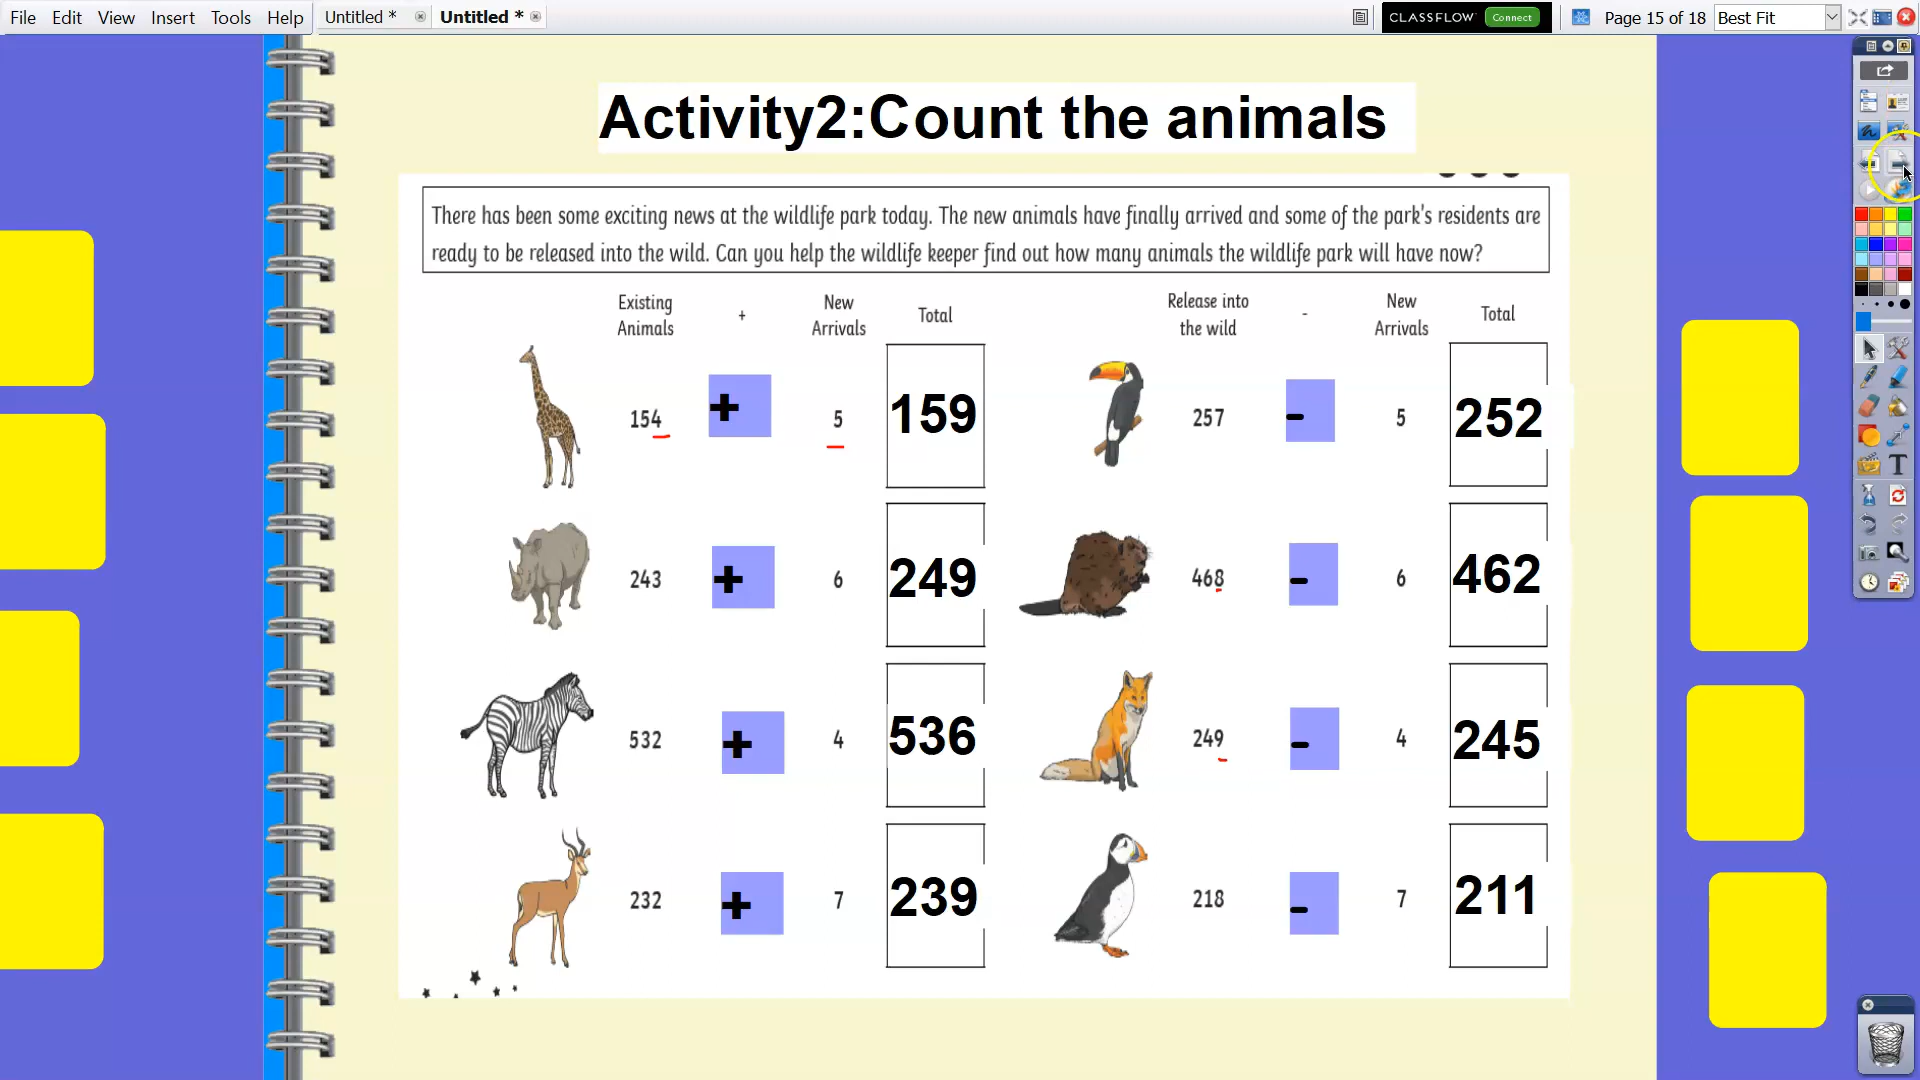 File Edit View Insert Tools Help Untitled * Untitled * CLASSFLOW Connect Page 15 of 18 Best Fit
Activity2:Count the animals
There has been some exciting news at the wildlife park today. The new animals have finally arrived and some of the park's residents are
ready to be released into the wild. Can you help the wildlife keeper find out how many animals the wildlife park will have now?
Existing Animals + New Arrivals Total Release into the wild - New Arrivals Total
154 + 5 159 257 - 5 252
243 + 6 249 468 - 6 462
532 + 4 536 249 - 4 245
232 + 7 239 218 - 7 211